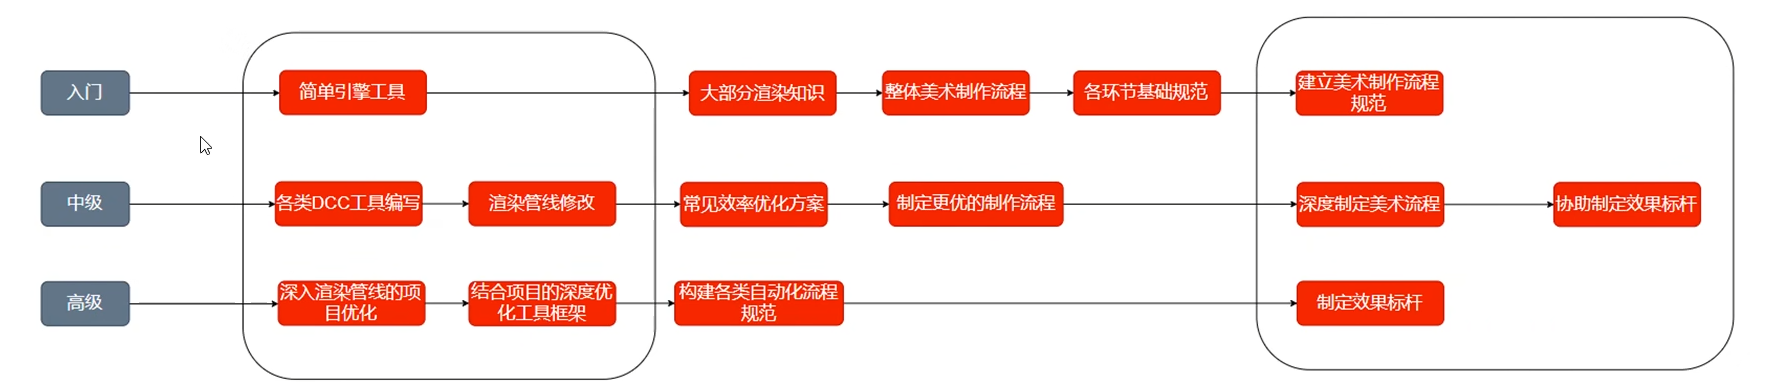 入门
简单引擎工具
大部分渲染知识
整体美术制作流程
各环节基础规范
建立美术制作流程
规范
中级
各类DCC工具编写
渲染管线修改
常见效率优化方案
制定更优的制作流程
深度制定美术流程
协助制定效果标杆
高级
深入渲染管线的项
目优化
结合项目的深度优
化工具框架
构建各类自动化流程
规范
制定效果标杆